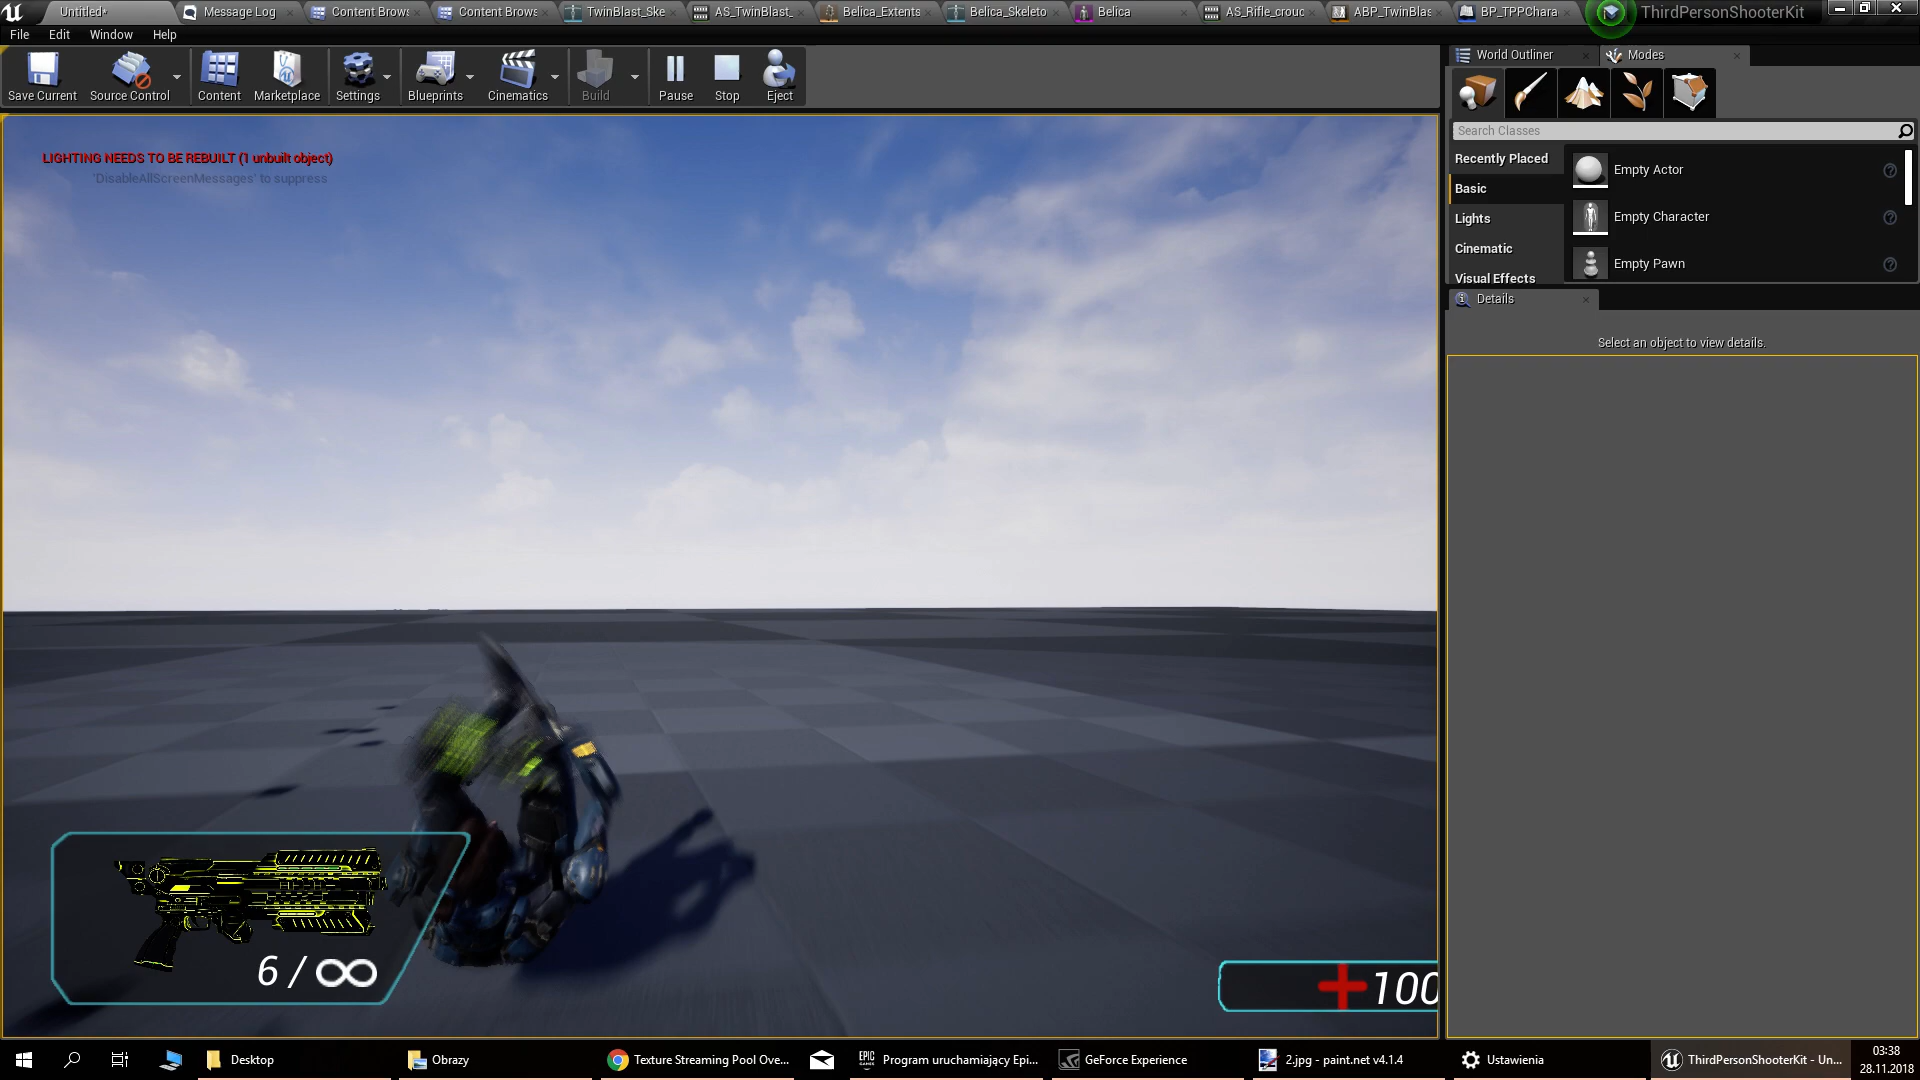 Untitled•
Message Log
Content Brows
Content Brows
TwinBlast_Ske
AS_TwinBlast_
Belica_Extents
Belica_Skeleto
Belica
AS_Rifle_crouc
ABP_TwinBlas
BP_TPPChara
ThirdPersonShooterKit
File
Edit
Window
Help
Save Current
Source Control
Content
Marketplace
Settings
Blueprints
Cinematics
Build
Pause
Stop
Eject
World Outliner
Modes
Search Classes
Recently Placed
Basic
Lights
Cinematic
Visual Effects
Empty Actor
Empty Character
Empty Pawn
Details
Select an object to view details.
LIGHTING NEEDS TO BE REBUILT (1 unbuilt object)
'DisableAllScreenMessages' to suppress
6 / ∞
100
Desktop
Obrazy
Texture Streaming Pool Ove...
EPIC
GAMES
Program uruchamiający Epi...
GeForce Experience
2.jpg - paint.net v4.1.4
Ustawienia
ThirdPersonShooterKit - Un...
03:38
28.11.2018